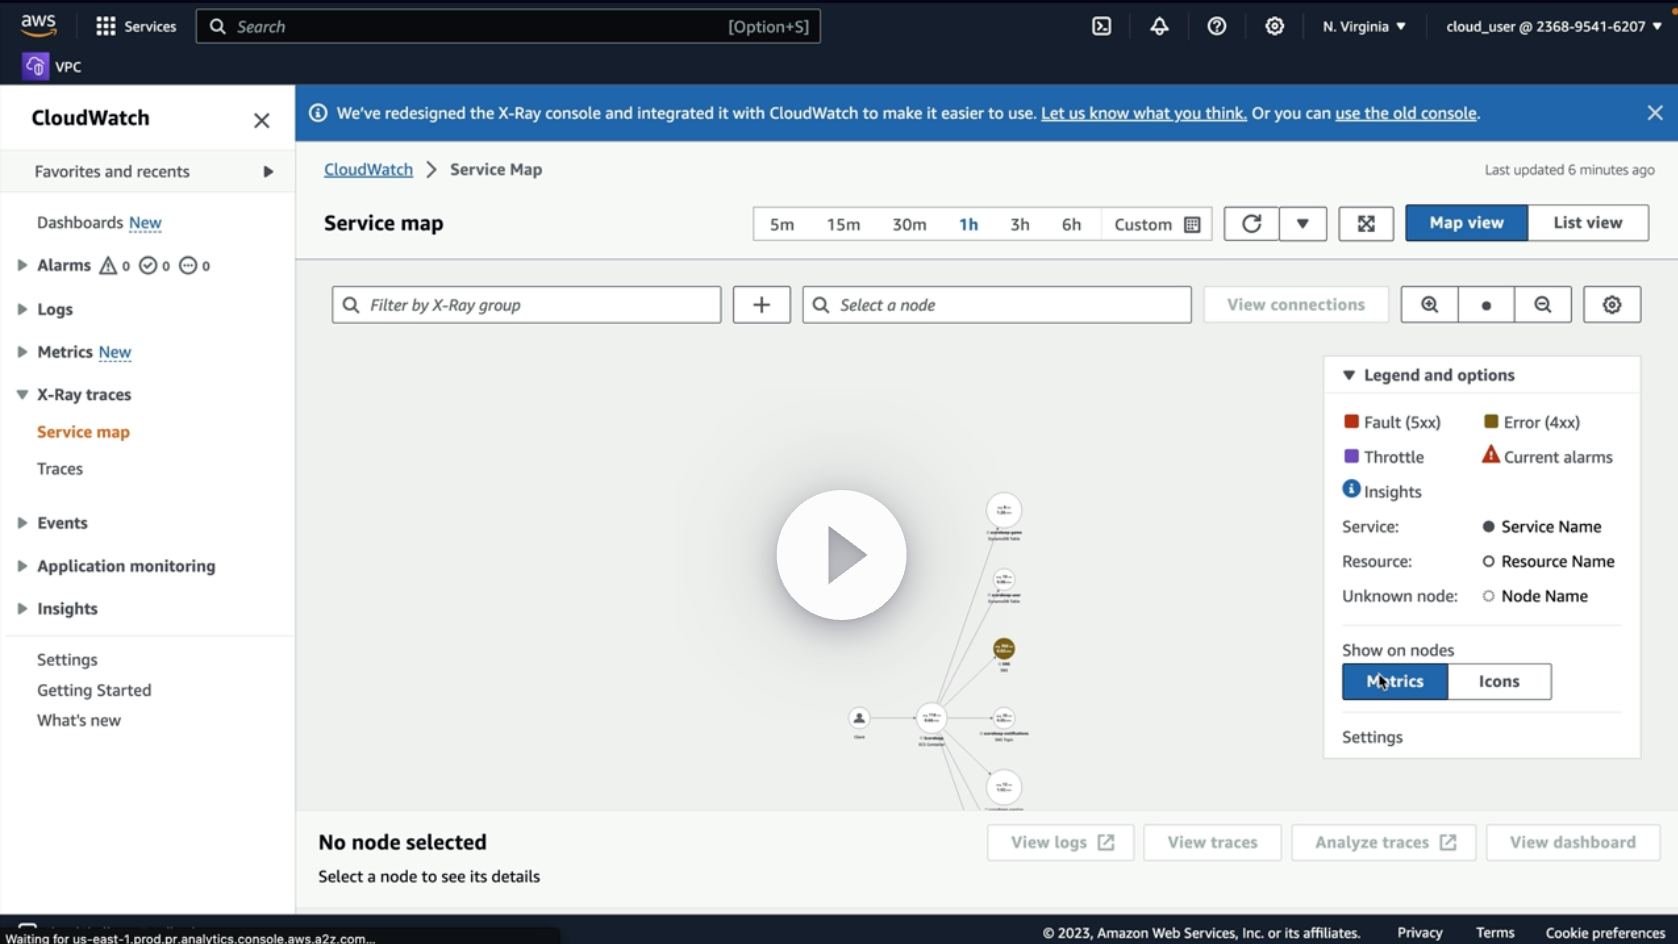 aws
Services
Search
[Option+S]
N. Virginia
cloud_user @ 2368-9541-6207
VPC
CloudWatch
We've redesigned the X-Ray console and integrated it with CloudWatch to make it easier to use. Let us know what you think. Or you can use the old console.
Favorites and recents
CloudWatch
Service Map
Last updated 6 minutes ago
Dashboards New
Service map
5m 15m 30m 1h 3h 6h Custom
Map view
List view
Alarms 0 0 0
Filter by X-Ray group
Select a node
View connections
Logs
Metrics New
X-Ray traces
Service map
Traces
Events
Application monitoring
Insights
Settings
Getting Started
What's new
Legend and options
Fault (5xx)
Error (4xx)
Throttle
Current alarms
Insights
Service:
Service Name
Resource:
Resource Name
Unknown node:
Node Name
Show on nodes
Metrics
Icons
Settings
Client
No node selected
Select a node to see its details
View logs
View traces
Analyze traces
View dashboard
Waiting for us-east-1.prod.pr.analytics.console.aws.a2z.com...
© 2023, Amazon Web Services, Inc. or its affiliates.
Privacy
Terms
Cookie preferences